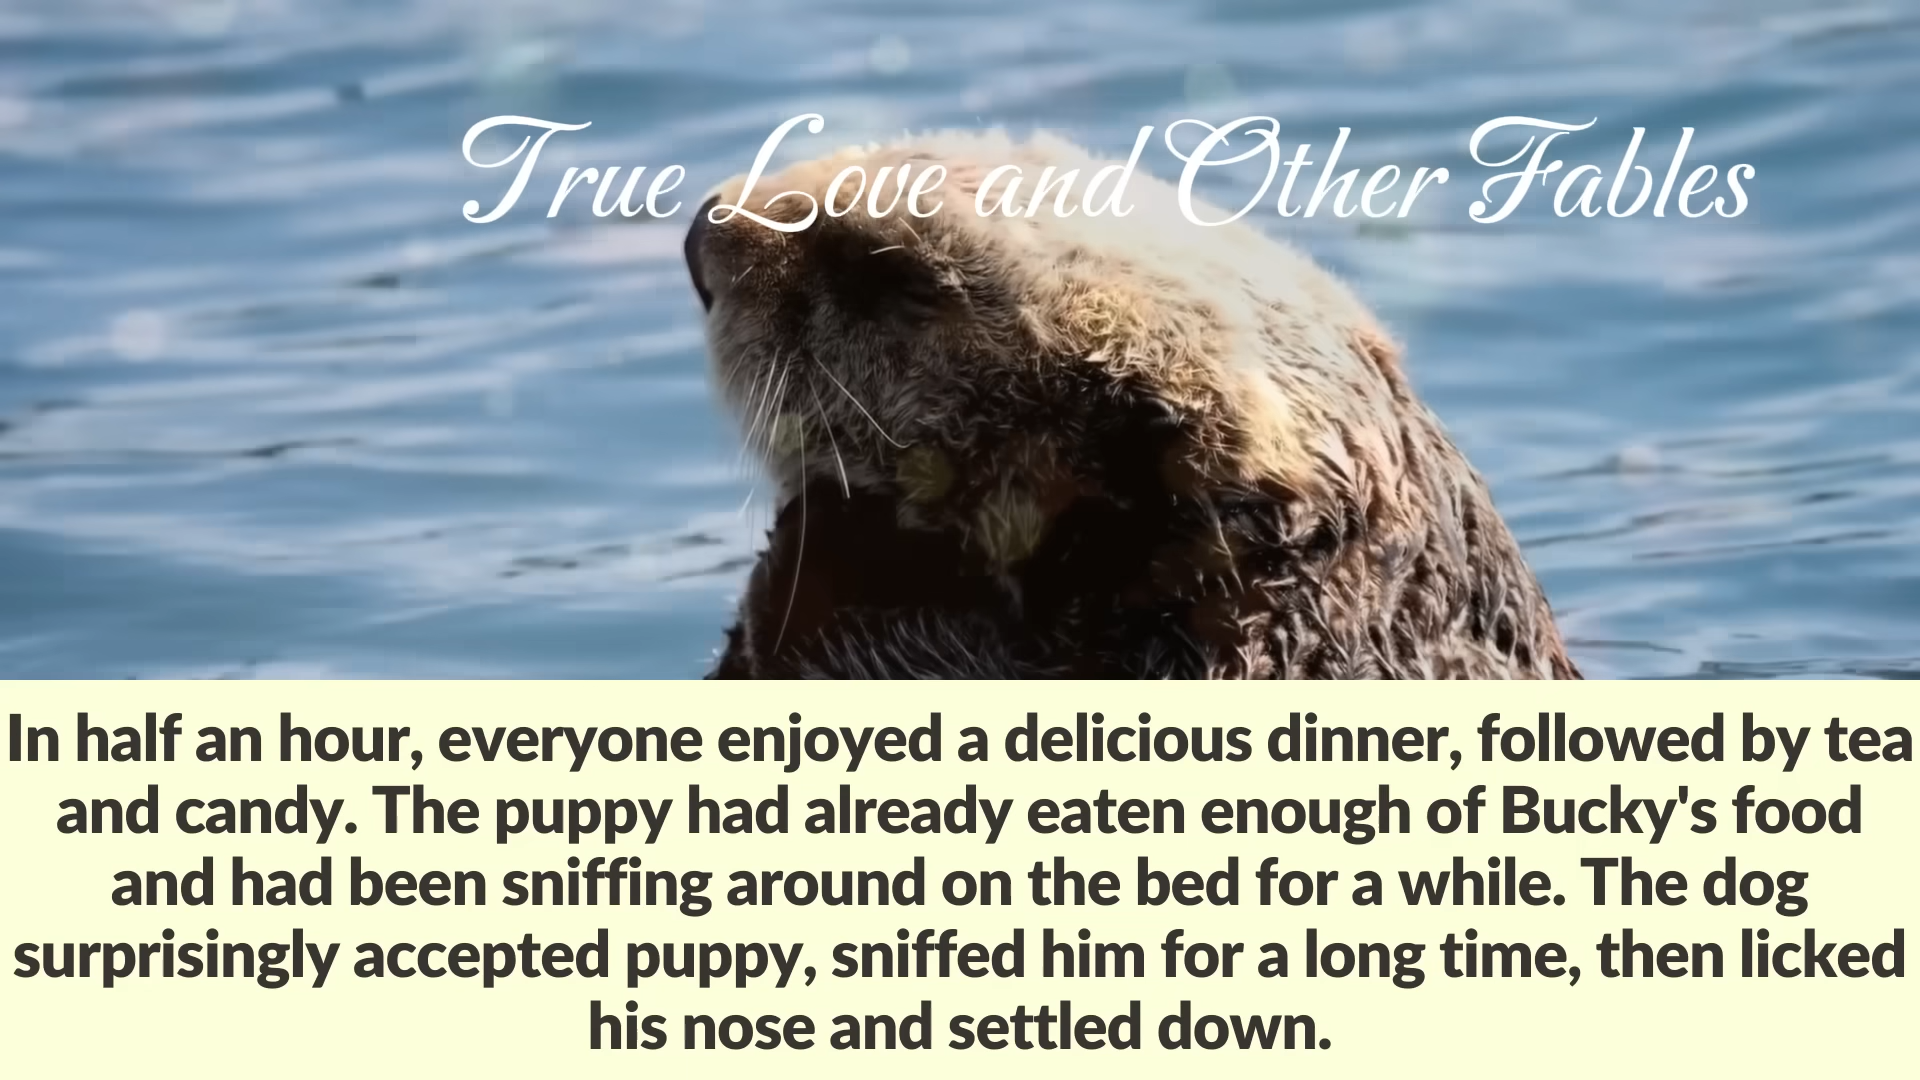 True Love and Other Fables
In half an hour, everyone enjoyed a delicious dinner, followed by tea
and candy. The puppy had already eaten enough of Bucky's food
and had been sniffing around on the bed for a while. The dog
surprisingly accepted puppy, sniffed him for a long time, then licked
his nose and settled down.